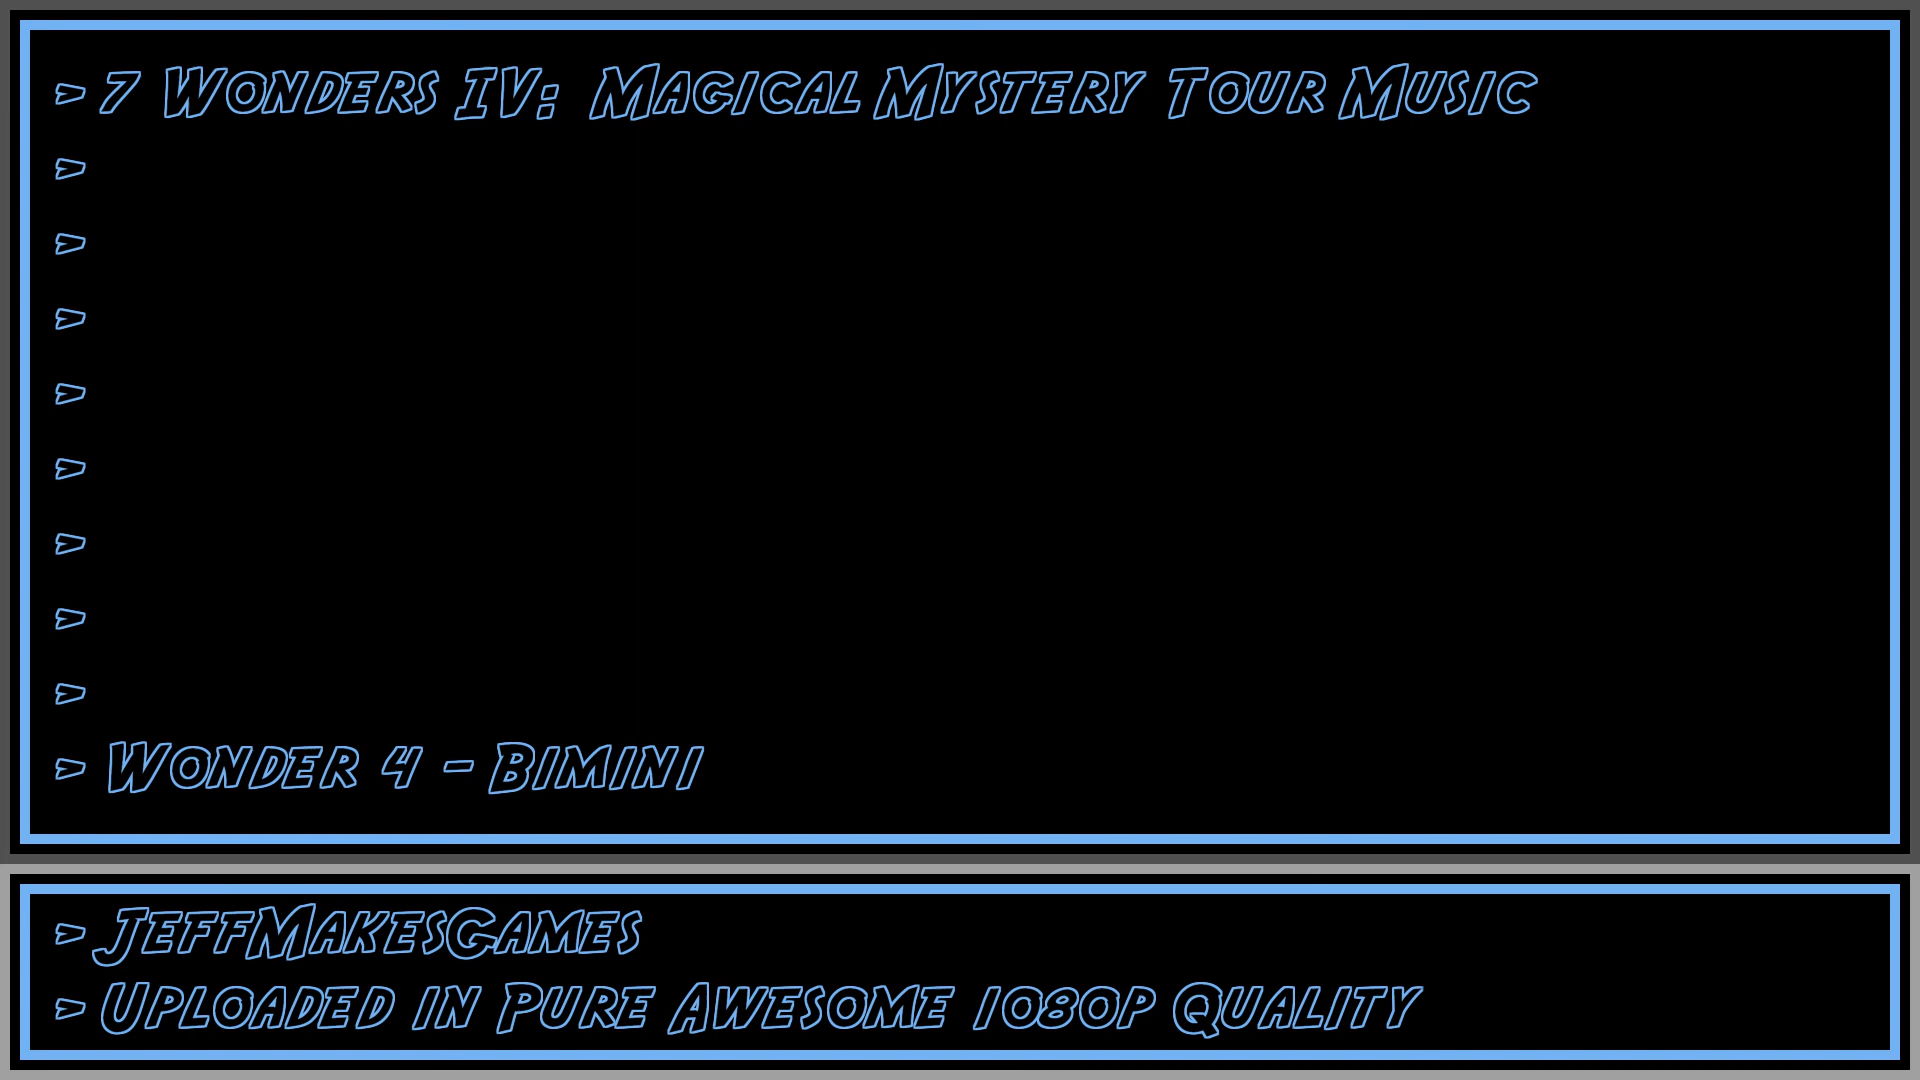 > 7 Wonders IV: Magical Mystery Tour Music
>
>
>
>
>
>
>
>
> Wonder 4 - Bimini
> JeffMakesGames
> Uploaded in Pure Awesome 1080p Quality